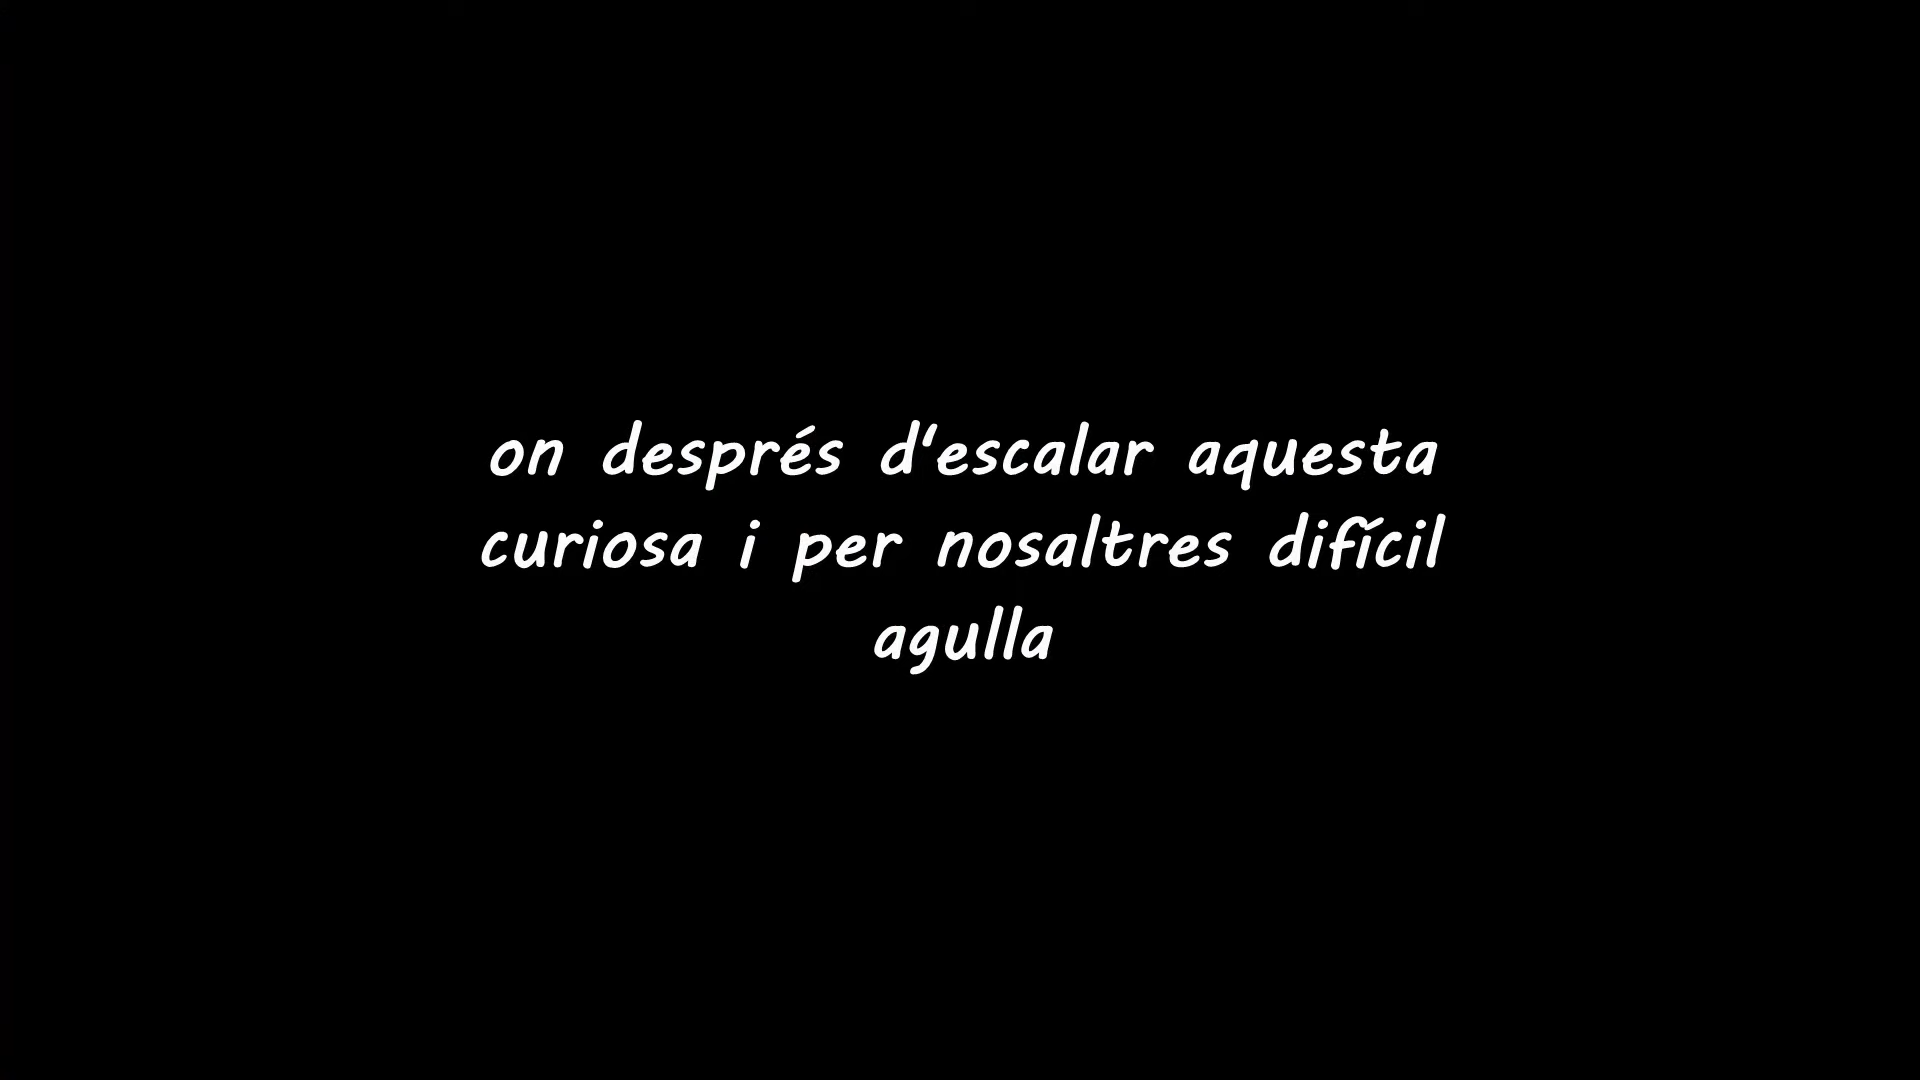 on després d'escalar aquesta
curiosa i per nosaltres difícil
agulla